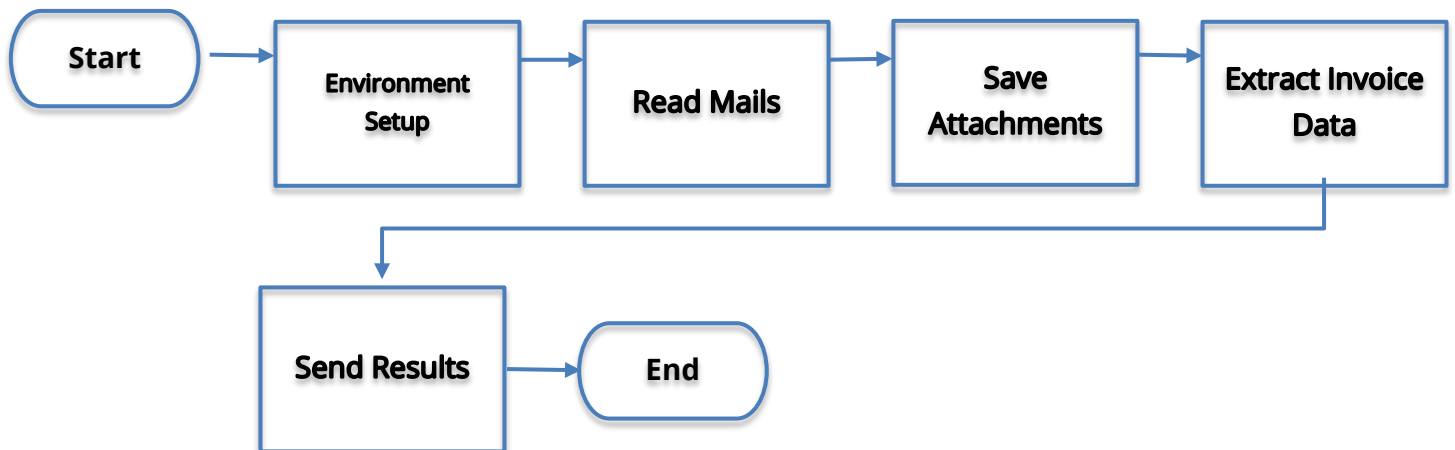 Start
Environment
Setup
Read Mails
Save
Attachments
Extract Invoice
Data
Send Results
End